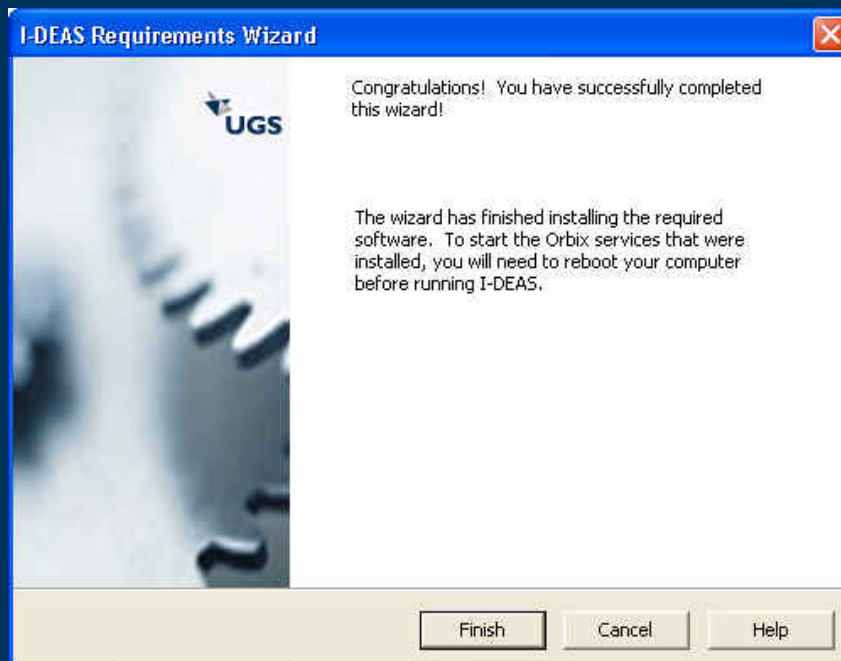 I-DEAS Requirements Wizard
UGS
Congratulations! You have successfully completed
this wizard!
The wizard has finished installing the required
software. To start the Orbix services that were
installed, you will need to reboot your computer
before running I-DEAS.
Finish
Cancel
Help